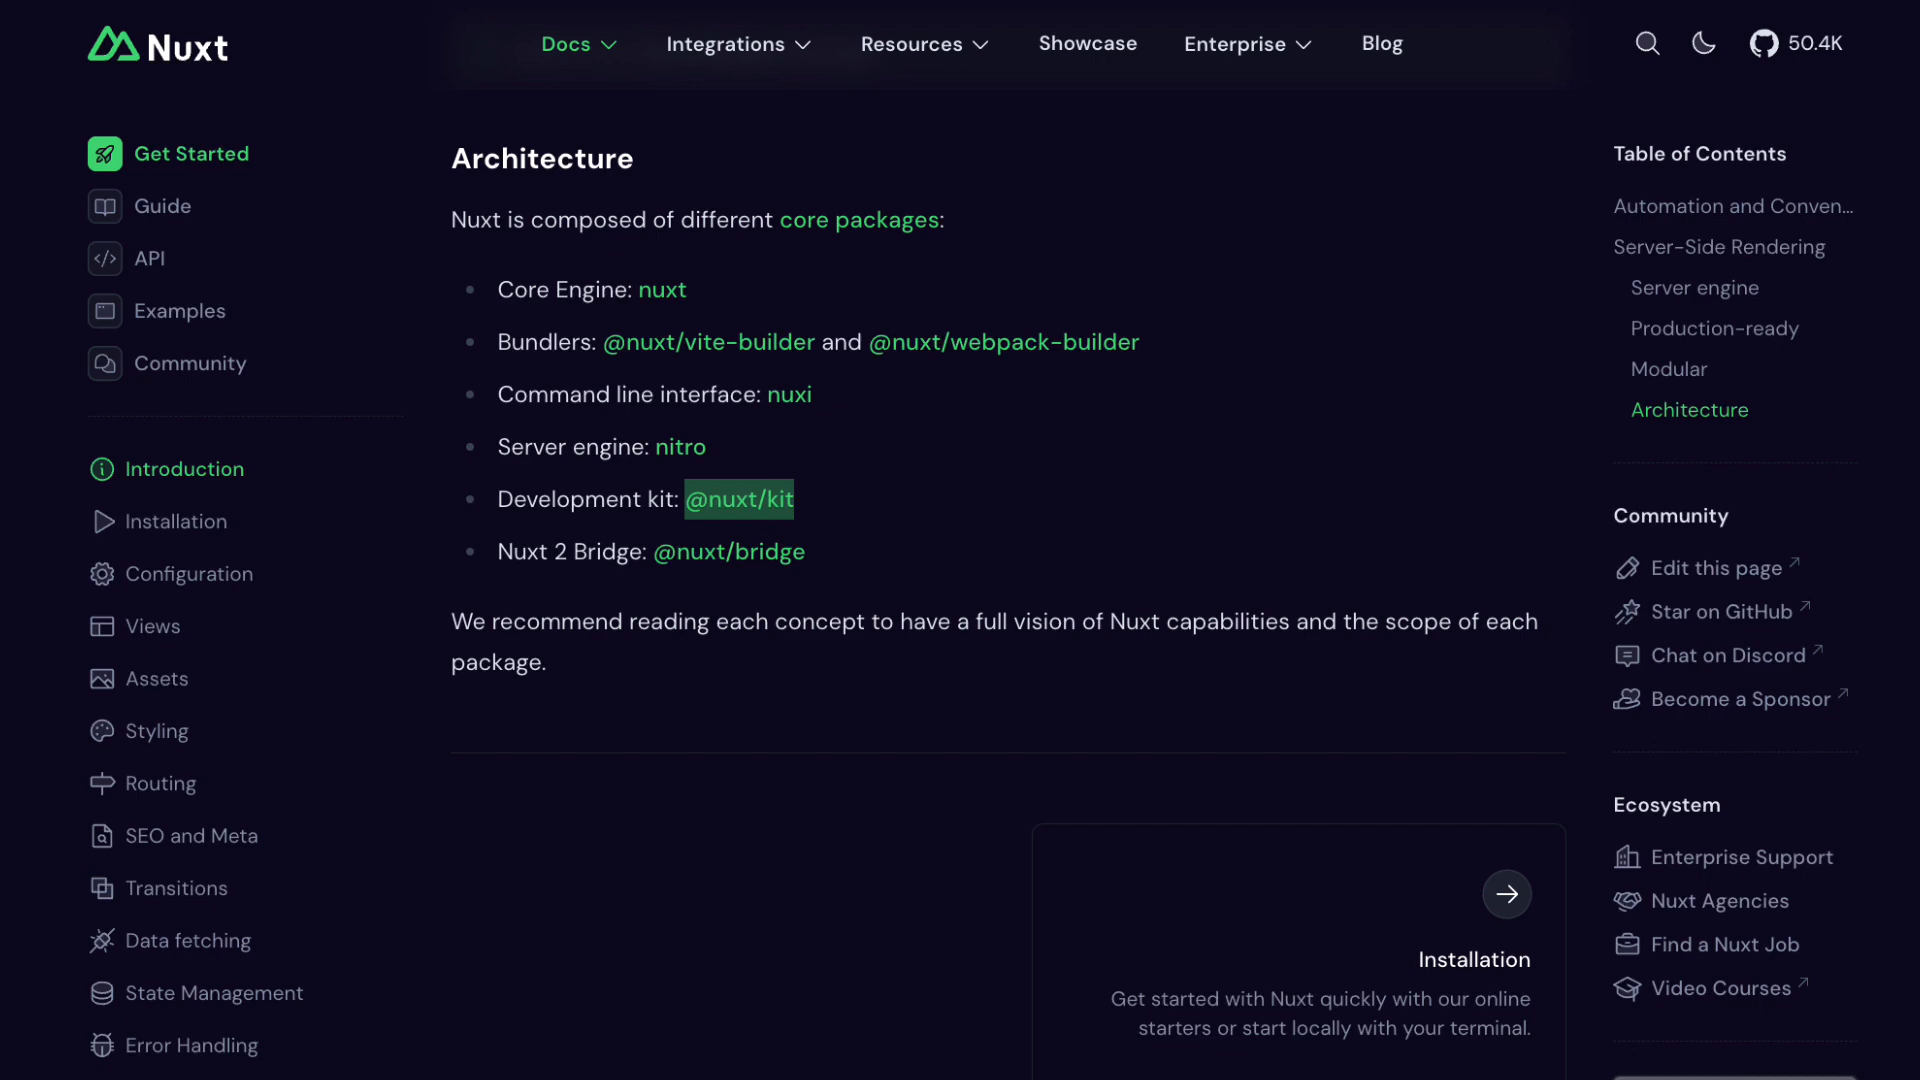 Nuxt
Docs
Integrations
Resources
Showcase
Enterprise
Blog
50.4K
Get Started
Guide
API
Examples
Community
Introduction
Installation
Configuration
Views
Assets
Styling
Routing
SEO and Meta
Transitions
Data fetching
State Management
Error Handling
Architecture
Nuxt is composed of different core packages:
Core Engine: nuxt
Bundlers: @nuxt/vite-builder and @nuxt/webpack-builder
Command line interface: nuxi
Server engine: nitro
Development kit: @nuxt/kit
Nuxt 2 Bridge: @nuxt/bridge
We recommend reading each concept to have a full vision of Nuxt capabilities and the scope of each
package.
Installation
Get started with Nuxt quickly with our online
starters or start locally with your terminal.
Table of Contents
Automation and Conven...
Server-Side Rendering
Server engine
Production-ready
Modular
Architecture
Community
Edit this page
Star on GitHub
Chat on Discord
Become a Sponsor
Ecosystem
Enterprise Support
Nuxt Agencies
Find a Nuxt Job
Video Courses